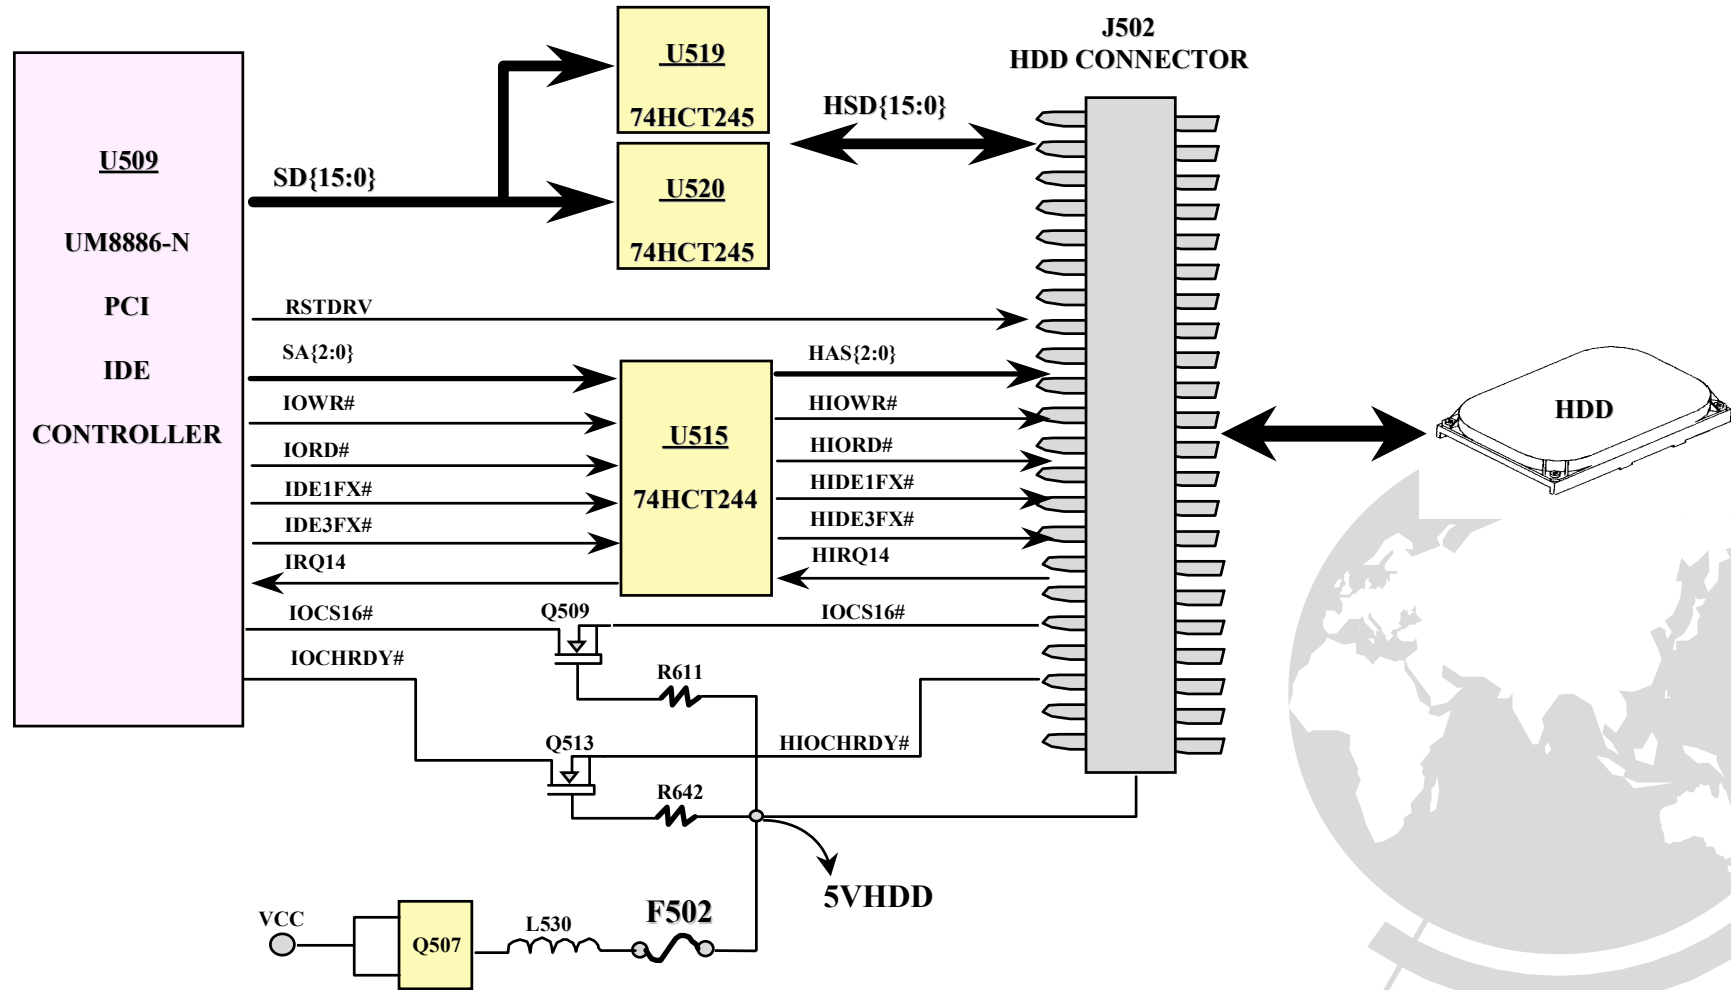 J502
HDD CONNECTOR
U519
74HCT245
HSD{15:0}
U509
UM8886-N
PCI
IDE
CONTROLLER
SD{15:0}
U520
74HCT245
RSTDRV
SA{2:0}
HAS{2:0}
IOWR#
HIOWR#
U515
74HCT244
IORD#
HIORD#
IDE1FX#
HIDE1FX#
IDE3FX#
HIDE3FX#
IRQ14
HIRQ14
HDD
IOCS16#
Q509
IOCS16#
IOCHRDY#
R611
Q513
HIOCHRDY#
R642
5VHDD
VCC
Q507
L530
F502